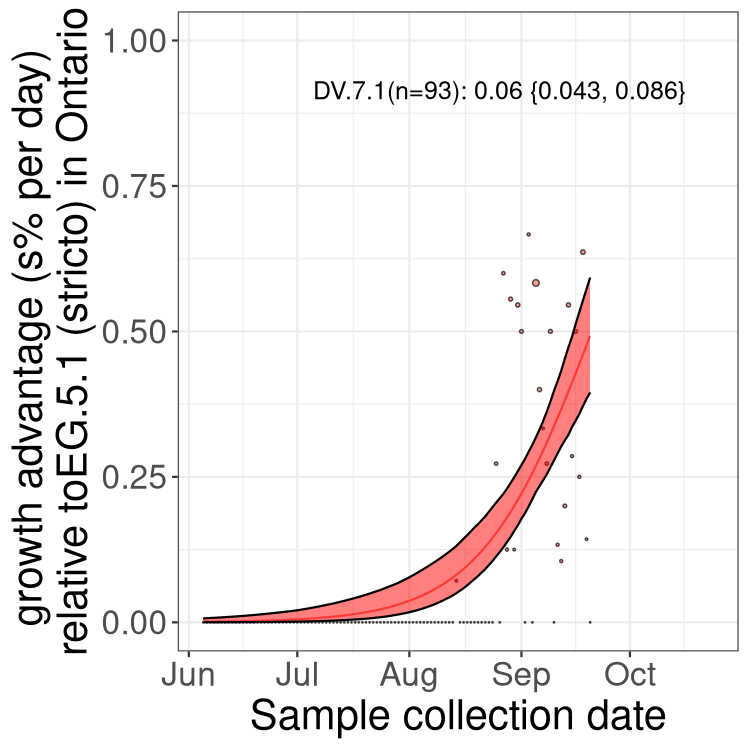 growth advantage (s% per day)
relative toEG.5.1 (stricto) in Ontario
1.00
0.75
0.50
0.25
0.00
DV.7.1(n=93): 0.06 {0.043, 0.086}
Jun Jul Aug Sep Oct
Sample collection date